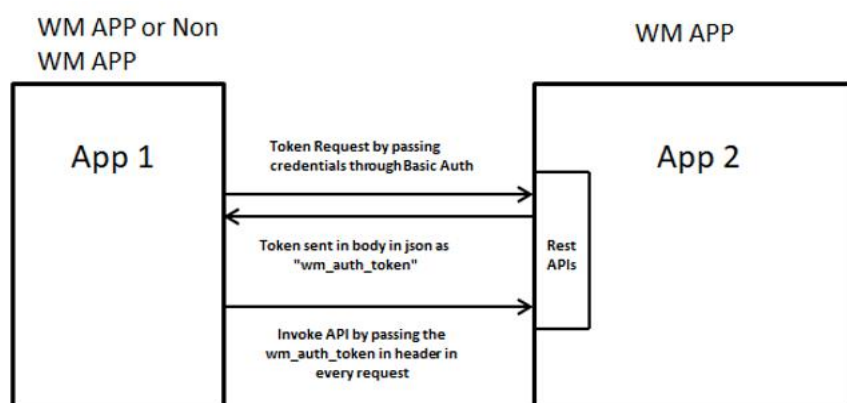 WM APP or Non
WM APP
WM APP
App 1
App 2
Token Request by passing
credentials through Basic Auth
Token sent in body in json as
"wm_auth_token"
Rest
APIs
Invoke API by passing the
wm_auth_token in header in
every request